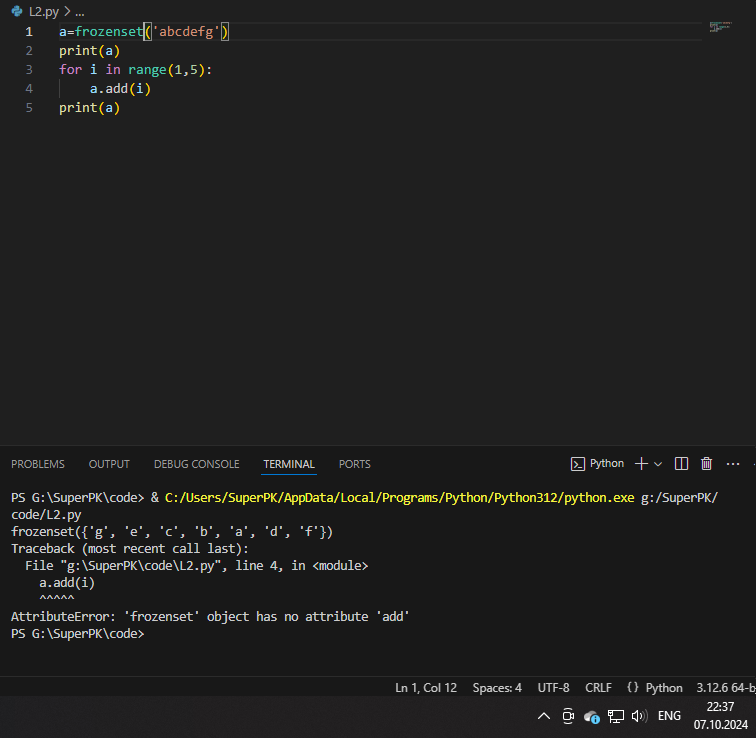 L2.py > ...
1 a=frozenset('abcdefg')
2 print(a)
3 for i in range(1,5):
4     a.add(i)
5 print(a)
PROBLEMS OUTPUT DEBUG CONSOLE TERMINAL PORTS Python
PS G:\SuperPK\code> & C:/Users/SuperPK/AppData/Local/Programs/Python/Python312/python.exe g:/SuperPK/
code/L2.py
frozenset({'g', 'e', 'c', 'b', 'a', 'd', 'f'})
Traceback (most recent call last):
  File "g:\SuperPK\code\L2.py", line 4, in <module>
    a.add(i)
    ^^^^^
AttributeError: 'frozenset' object has no attribute 'add'
PS G:\SuperPK\code>
Ln 1, Col 12 Spaces: 4 UTF-8 CRLF {} Python 3.12.6 64-b
ENG 22:37
07.10.2024